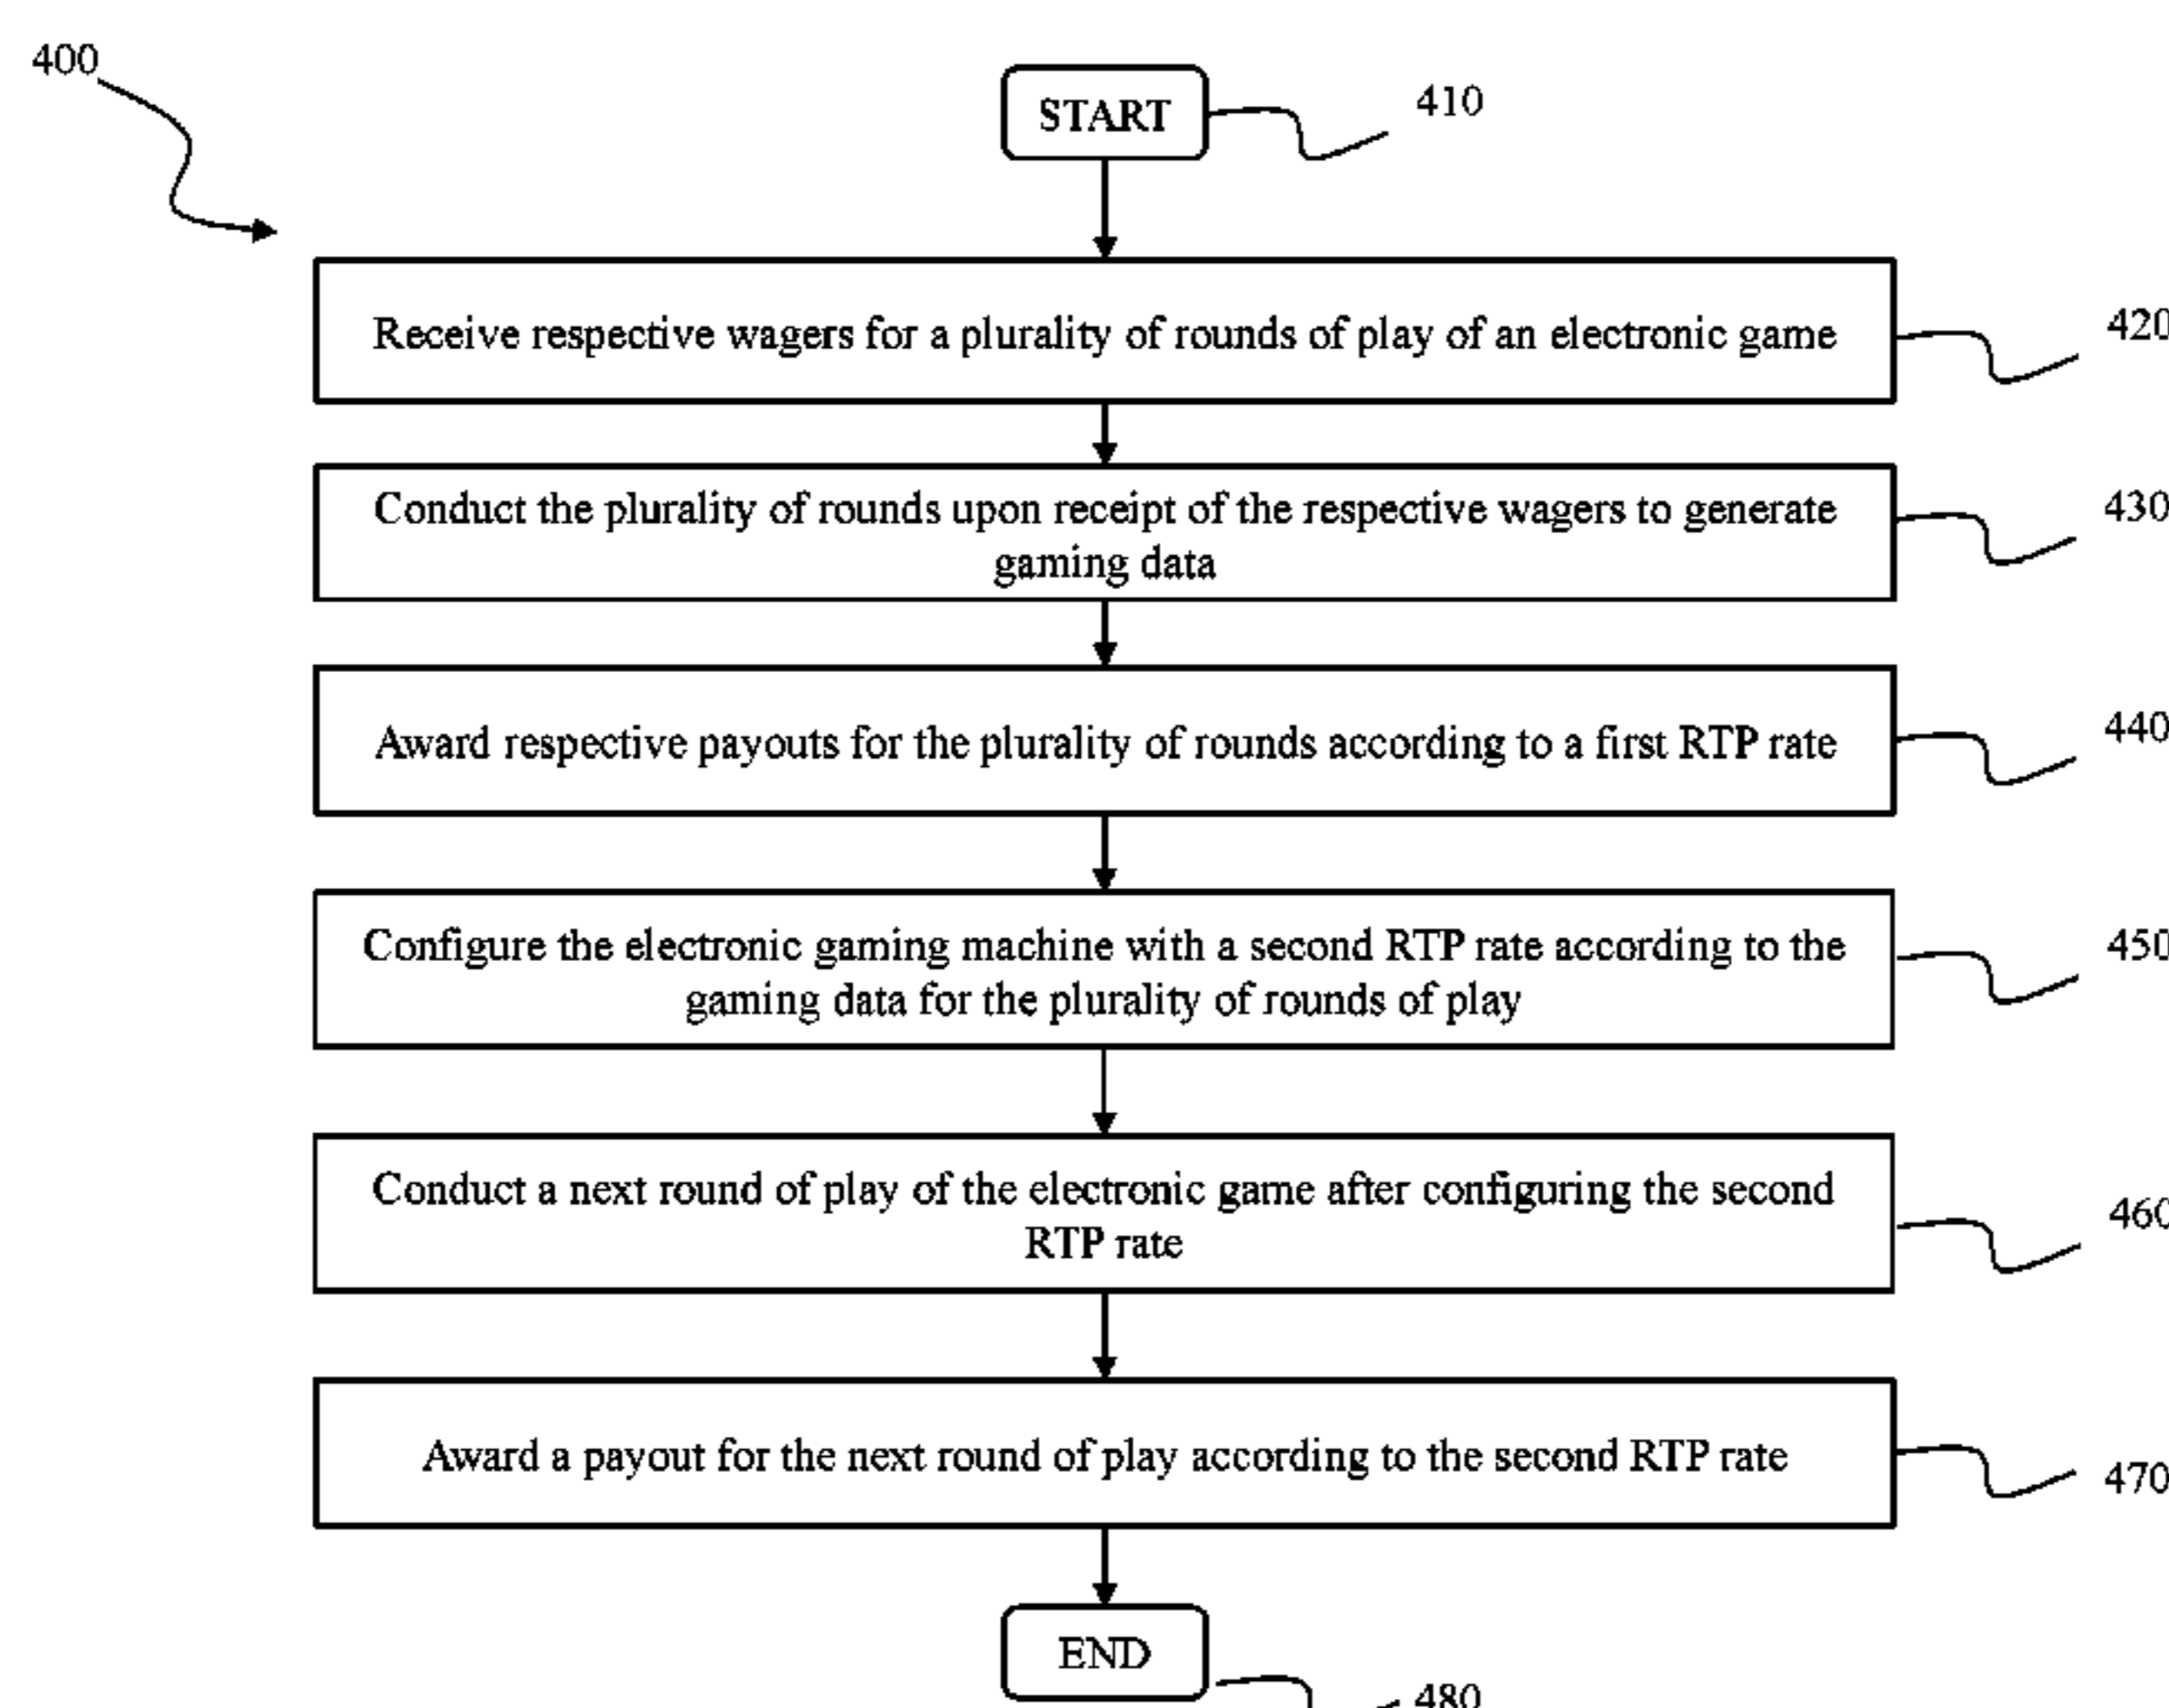 400
START
410
Receive respective wagers for a plurality of rounds of play of an electronic game
420
Conduct the plurality of rounds upon receipt of the respective wagers to generate
gaming data
430
Award respective payouts for the plurality of rounds according to a first RTP rate
440
Configure the electronic gaming machine with a second RTP rate according to the
gaming data for the plurality of rounds of play
450
Conduct a next round of play of the electronic game after configuring the second
RTP rate
460
Award a payout for the next round of play according to the second RTP rate
470
END
480